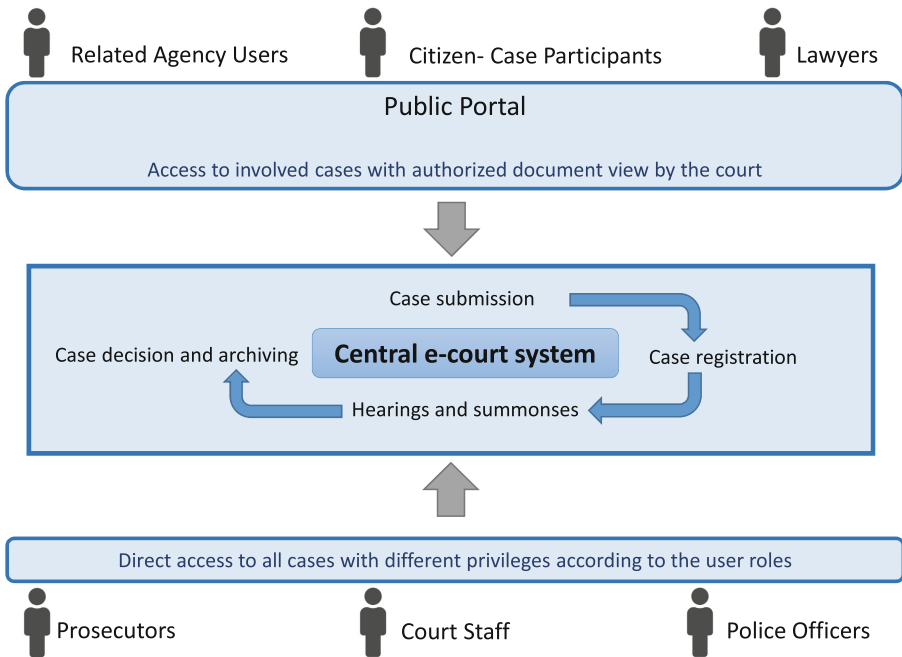 Related Agency Users
Citizen- Case Participants
Lawyers
Public Portal
Access to involved cases with authorized document view by the court
Case submission
Case decision and archiving
Central e-court system
Case registration
Hearings and summonses
Direct access to all cases with different privileges according to the user roles
Prosecutors
Court Staff
Police Officers